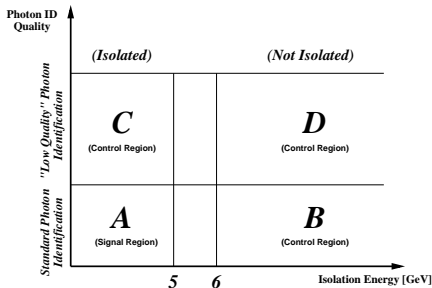 Photon ID
Quality
(Isolated)
(Not Isolated)
"Low Quality" Photon
Identification
C
(Control Region)
D
(Control Region)
Standard Photon
Identification
A
(Signal Region)
B
(Control Region)
5
6
Isolation Energy [GeV]